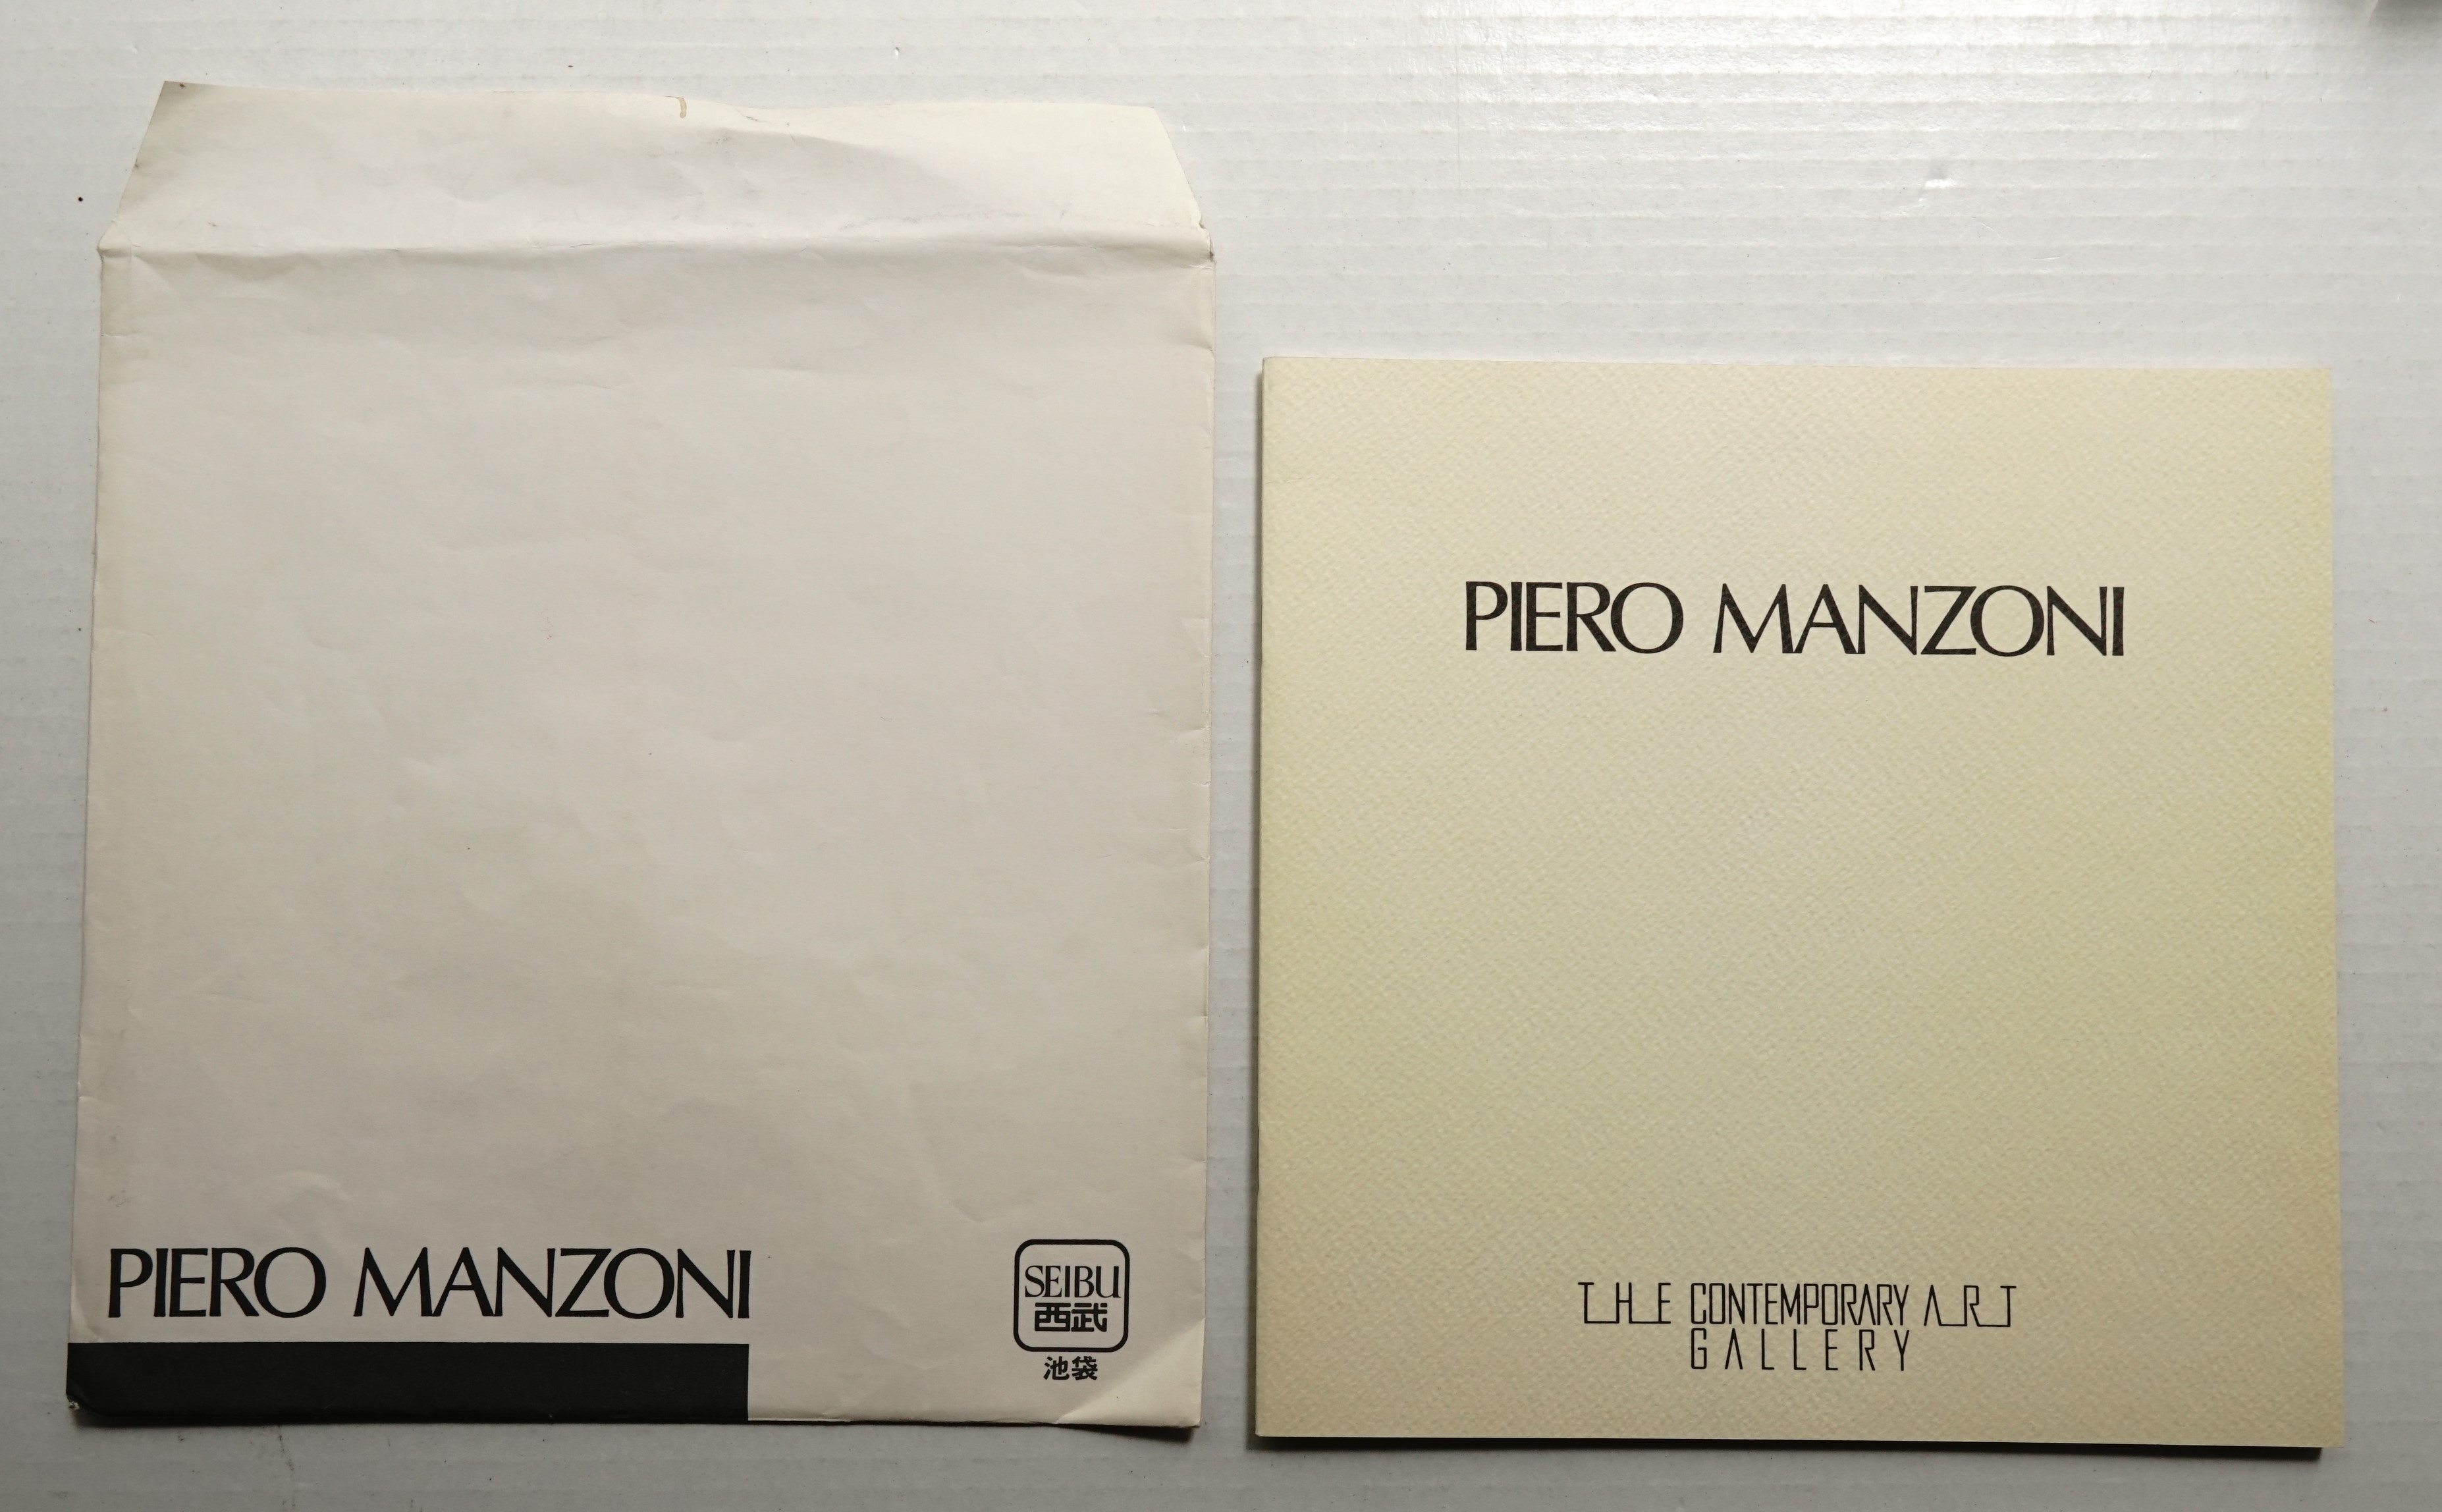 PIERO MANZONI
SEIBU
西武
池袋
PIERO MANZONI
THE CONTEMPORARY ART
GALLERY